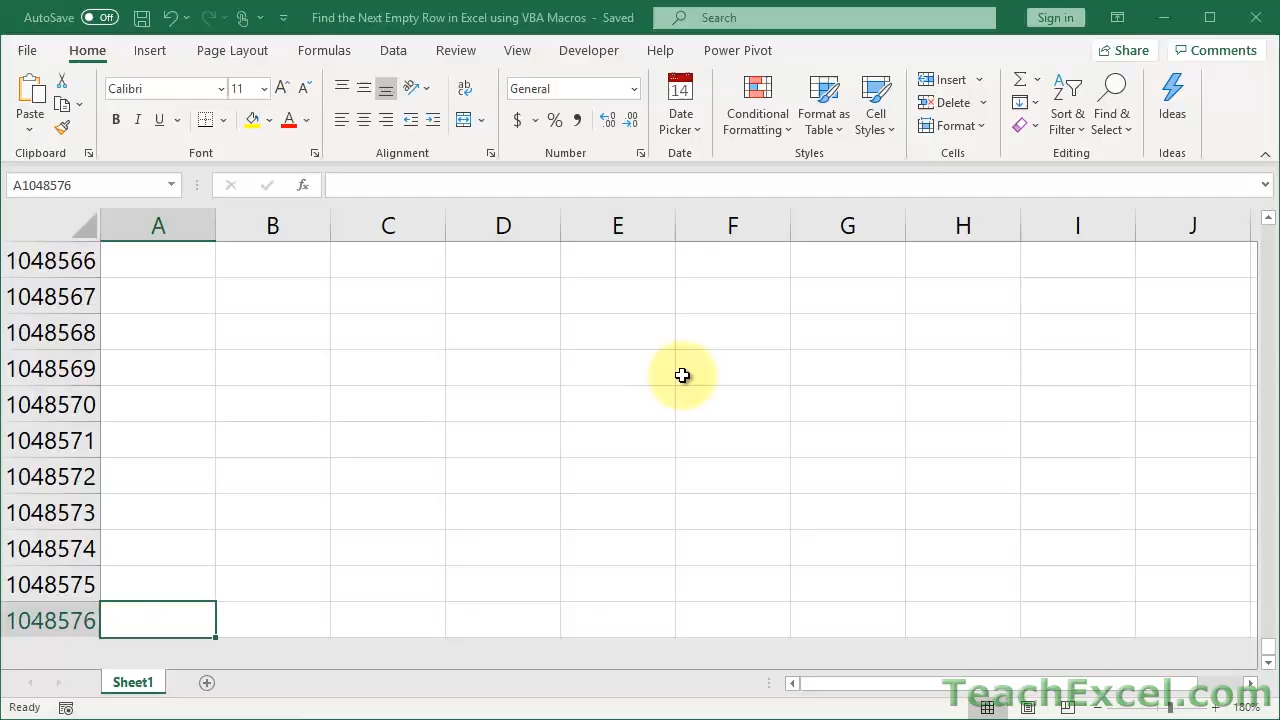 AutoSave Off Find the Next Empty Row in Excel using VBA Macros - Saved Search Sign in
File Home Insert Page Layout Formulas Data Review View Developer Help Power Pivot Share Comments
Paste
Calibri 11
B I U
ab
General
$ % 9
14
Date
Picker
Conditional
Formatting
Format as
Table
Cell
Styles
Insert
Delete
Format
Sort &
Filter
Find &
Select
Ideas
Clipboard Font Alignment Number Date Styles Cells Editing Ideas
A1048576 fx
A B C D E F G H I J
1048566
1048567
1048568
1048569
1048570
1048571
1048572
1048573
1048574
1048575
1048576
Sheet1
Ready 180%
TeachExcel.com